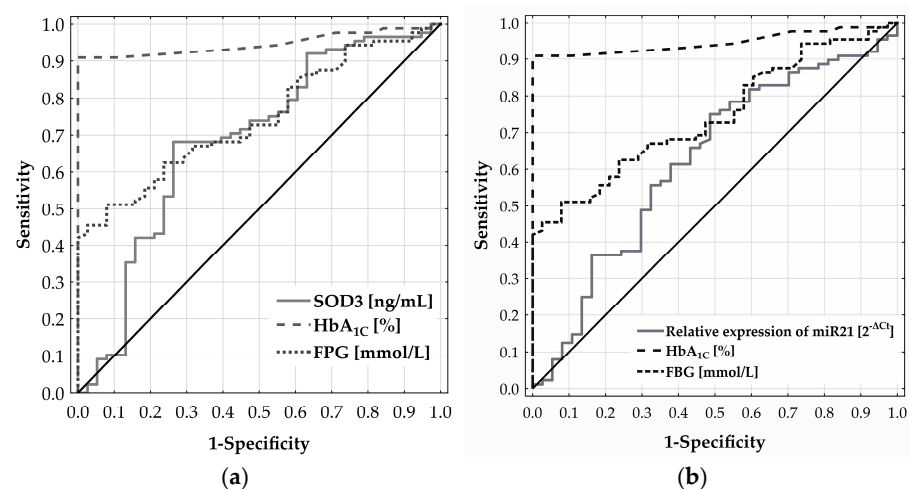 1.0
0.9
0.8
0.7
0.6
0.5
0.4
0.3
0.2
0.1
0.0
Sensitivity
SOD3 [ng/mL]
HbA1C [%]
FPG [mmol/L]
0.0 0.1 0.2 0.3 0.4 0.5 0.6 0.7 0.8 0.9 1.0
1-Specificity
(a)
1.0
0.9
0.8
0.7
0.6
0.5
0.4
0.3
0.2
0.1
0.0
Sensitivity
Relative expression of miR21 [2-ΔCt]
HbA1C [%]
FBG [mmol/L]
0.0 0.1 0.2 0.3 0.4 0.5 0.6 0.7 0.8 0.9 1.0
1-Specificity
(b)